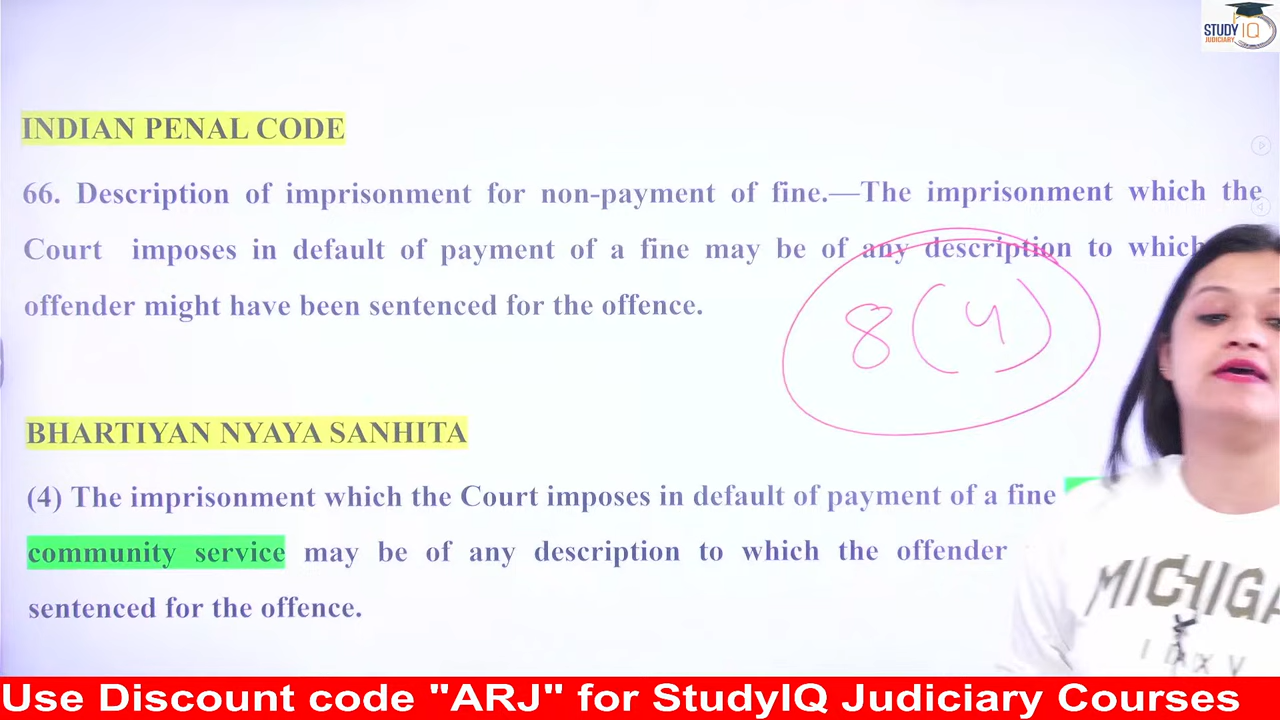 STUDY IQ
JUDICIARY
INDIAN PENAL CODE
66. Description of imprisonment for non-payment of fine.—The imprisonment which the
Court imposes in default of payment of a fine may be of any description to which
offender might have been sentenced for the offence.
8(4)
BHARTIYAN NYAYA SANHITA
(4) The imprisonment which the Court imposes in default of payment of a fine
community service may be of any description to which the offender
sentenced for the offence.
MICHIGA
Use Discount code "ARJ" for StudyIQ Judiciary Courses